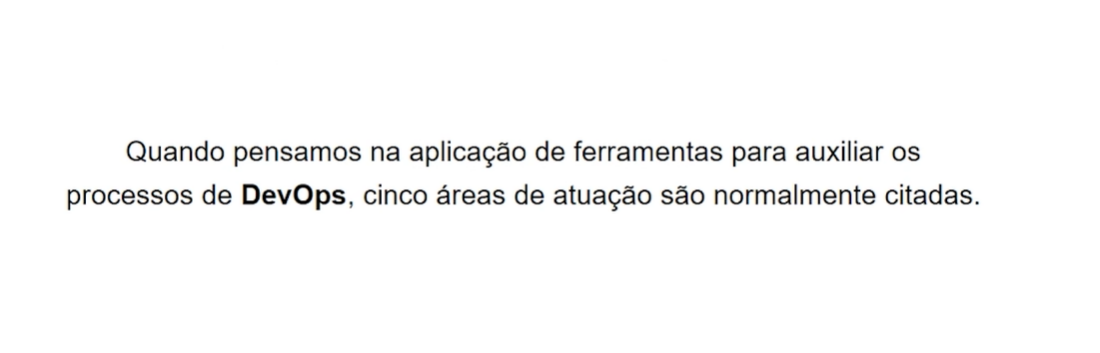 Quando pensamos na aplicação de ferramentas para auxiliar os
processos de DevOps, cinco áreas de atuação são normalmente citadas.